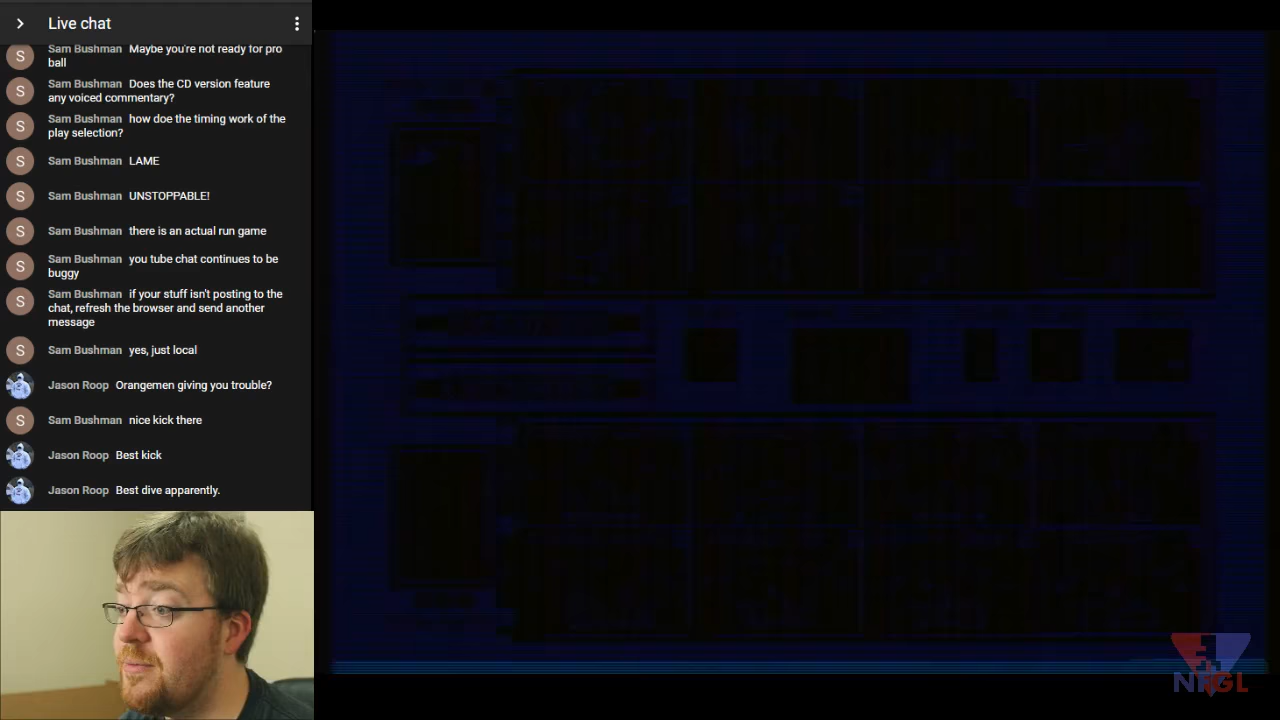 Live chat
Sam Bushman Maybe you're not ready for pro
ball
Sam Bushman Does the CD version feature
any voiced commentary?
Sam Bushman how doe the timing work of the
play selection?
Sam Bushman LAME
Sam Bushman UNSTOPPABLE!
Sam Bushman there is an actual run game
Sam Bushman you tube chat continues to be
buggy
Sam Bushman if your stuff isn't posting to the
chat, refresh the browser and send another
message
Sam Bushman yes, just local
Jason Roop Orangemen giving you trouble?
Sam Bushman nice kick there
Jason Roop Best kick
Jason Roop Best dive apparently.
S
S
S
S
S
S
S
S
S
S